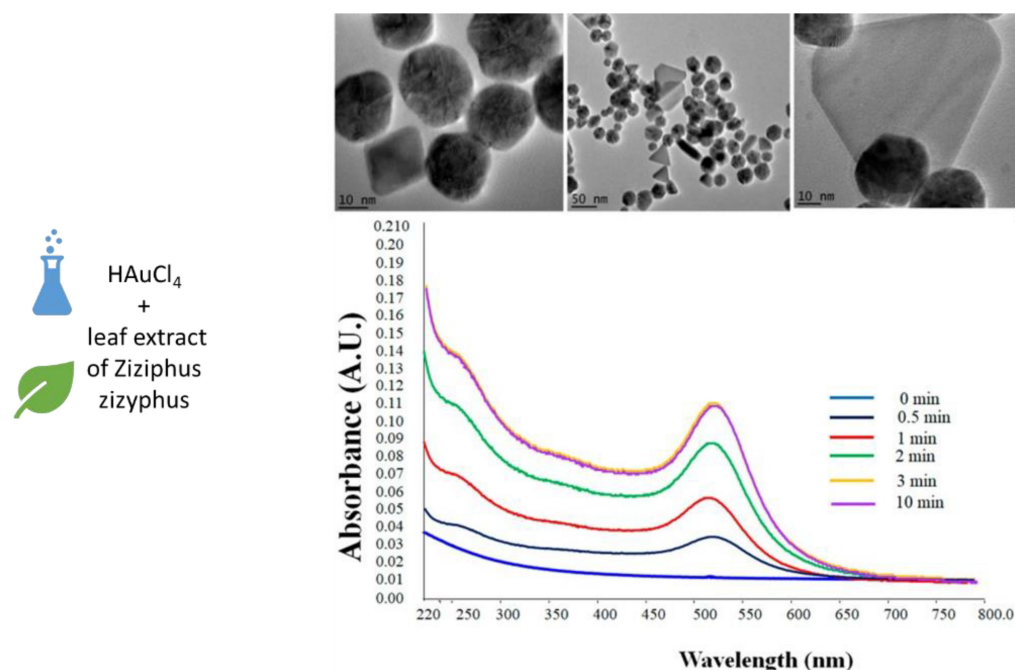 10 nm
50 nm
10 nm
HAuCl₄
+
leaf extract
of Ziziphus
zizyphus
Absorbance (A.U.)
0.210
0.20
0.19
0.18
0.17
0.16
0.15
0.14
0.13
0.12
0.11
0.10
0.09
0.08
0.07
0.06
0.05
0.04
0.03
0.02
0.01
0.00
0 min
0.5 min
1 min
2 min
3 min
10 min
220 250 300 350 400 450 500 550 600 650 700 750 800.0
Wavelength (nm)